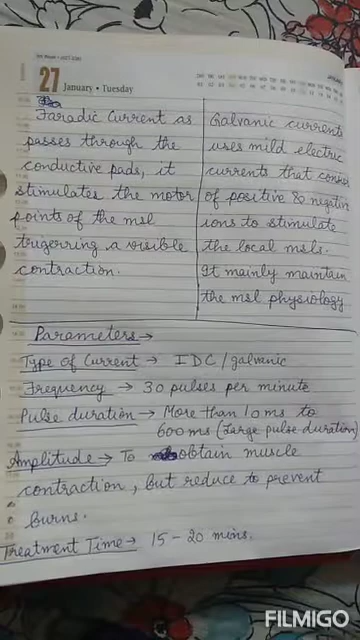 27 January • Tuesday
Faradic Current as
passes through the
conductive pads, it
stimulates the motor
points of the msl
trigerring a visible
contraction.
Galvanic currents
uses mild electric
currents that
of positive & negative
ions to stimulate
the local msls.
It mainly maintain
the msl physiology
Parameters→
Type of Current → IDC/galvanic
Frequency → 30 pulses per minute
Pulse duration → More than 10 ms to
600 ms (Large pulse duration)
Amplitude → To obtain muscle
contraction, but reduce to prevent
burns.
Treatment Time → 15 – 20 mins.
FILMIGO